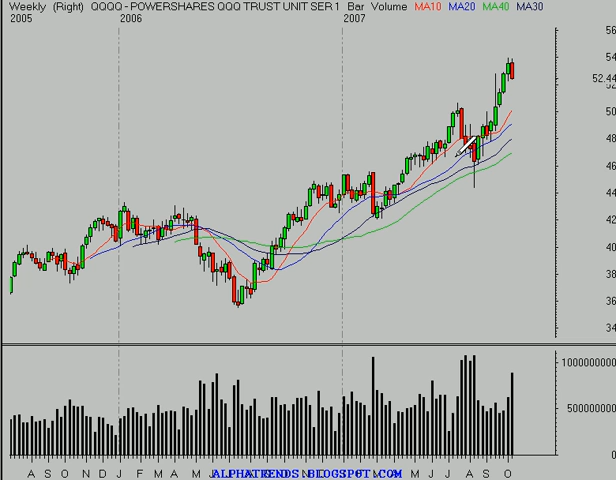 Weekly (Right) QQQQ - POWERSHARES QQQ TRUST UNIT SER 1 Bar Volume MA10 MA20 MA40 MA30
2005 2006 2007
56
54
52.44
52
50
48
46
44
42
40
38
36
34
1000000000
500000000
0
A S O N D J F M A M J
N
M J J A S O
ALPHATRENDS.BLOGSPOT.COM